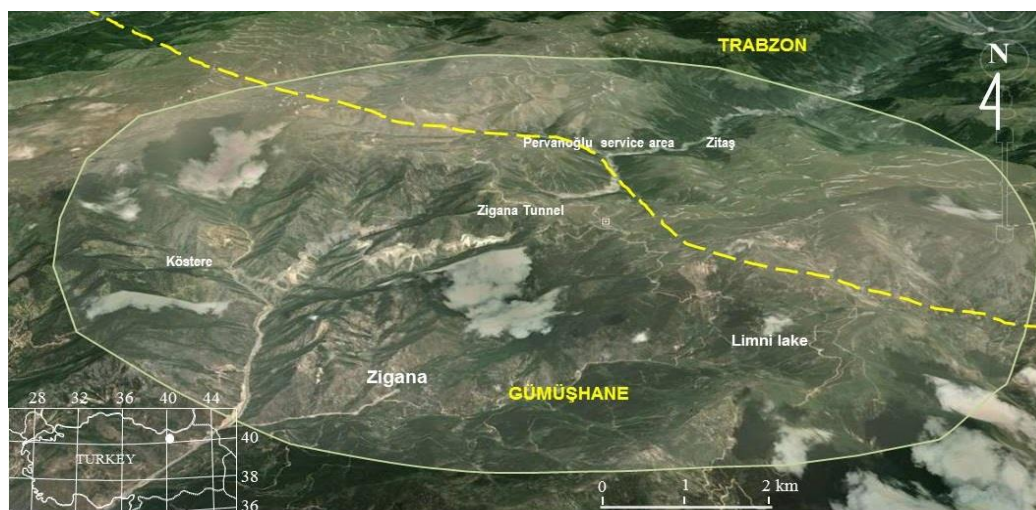 TRABZON
N
Pervanoğlu service area
Zitaş
Zigana Tunnel
Köstere
Limni lake
Zigana
GÜMÜŞHANE
28 32 36 40 44
40
TURKEY
38
36
0 1 2 km